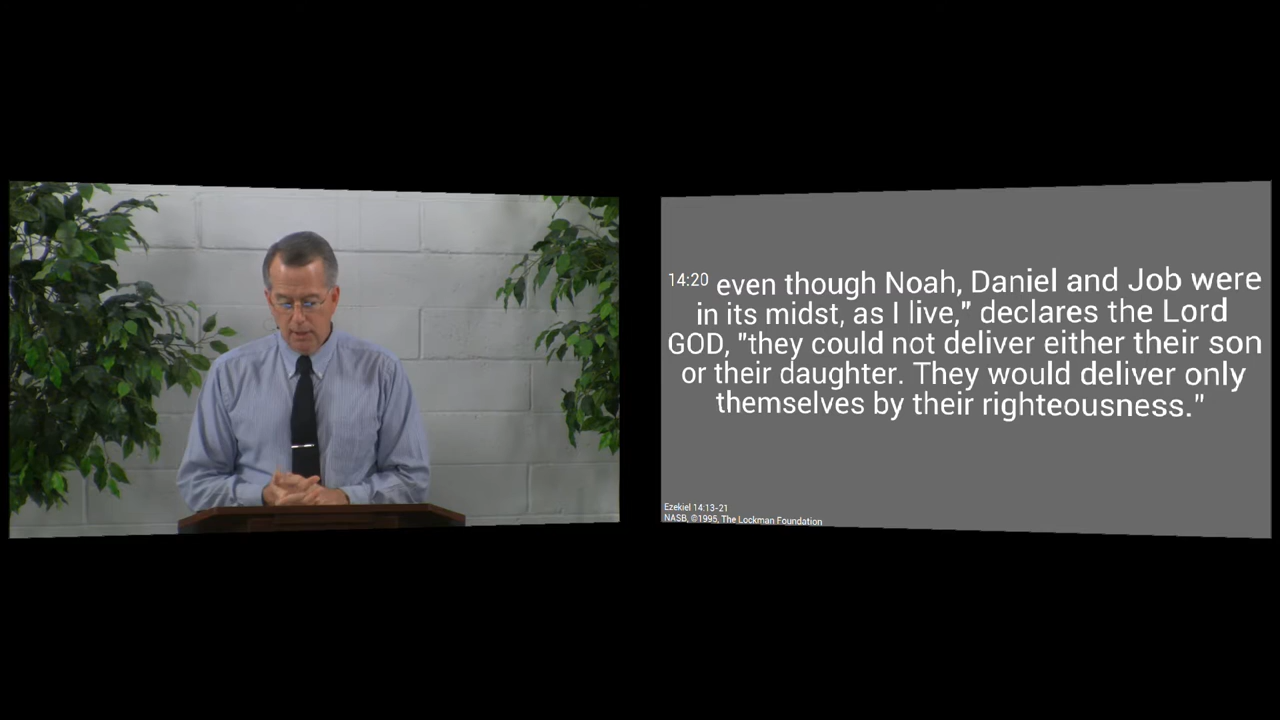 14:20 even though Noah, Daniel and Job were
in its midst, as I live,” declares the Lord
GOD, "they could not deliver either their son
or their daughter. They would deliver only
themselves by their righteousness."
Ezekiel 14:13-21
NASB, ©1995, The Lockman Foundation